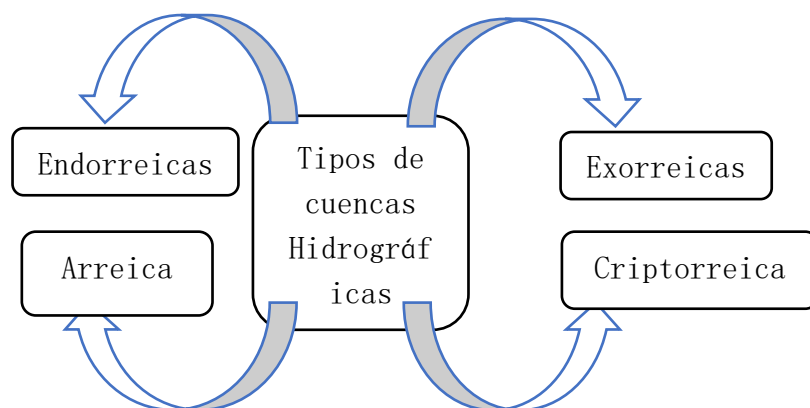 Endorreicas
Tipos de
cuencas
Hidrográf
icas
Exorreicas
Arreica
Criptorreica